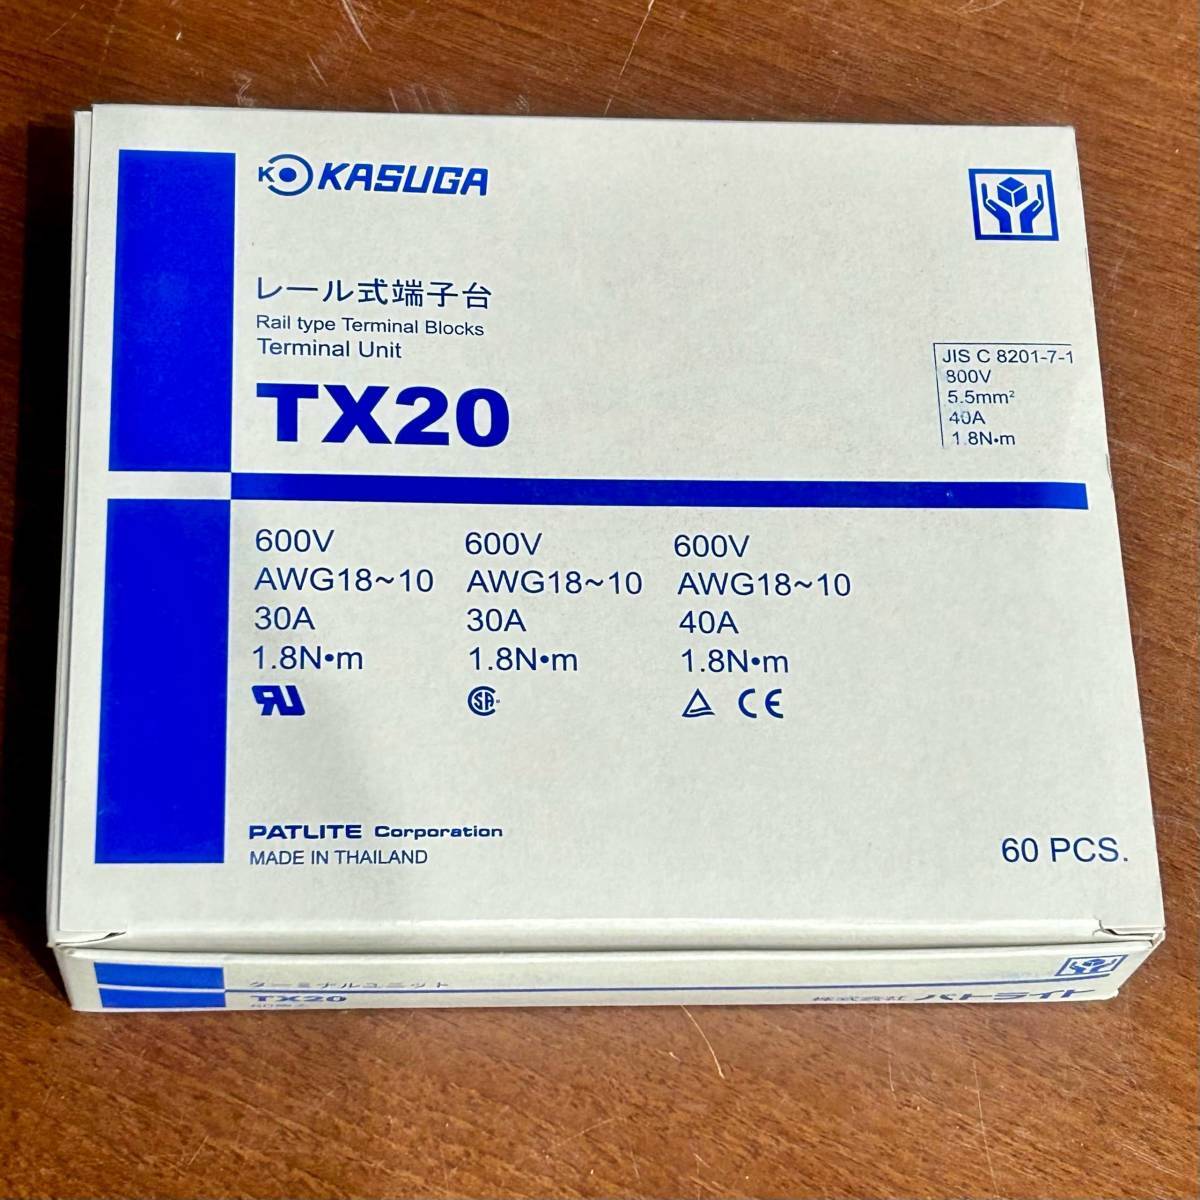 KASUGA
レール式端子台
Rail type Terminal Blocks
Terminal Unit
TX20
JIS C 8201-7-1
800V
5.5mm²
40A
1.8N•m
600V
AWG18~10
30A
1.8N•m
600V
AWG18~10
30A
1.8N•m
600V
AWG18~10
40A
1.8N•m
PATLITE Corporation
MADE IN THAILAND
60 PCS.
ターミナルユニット
TX20
株式会社 パトライト